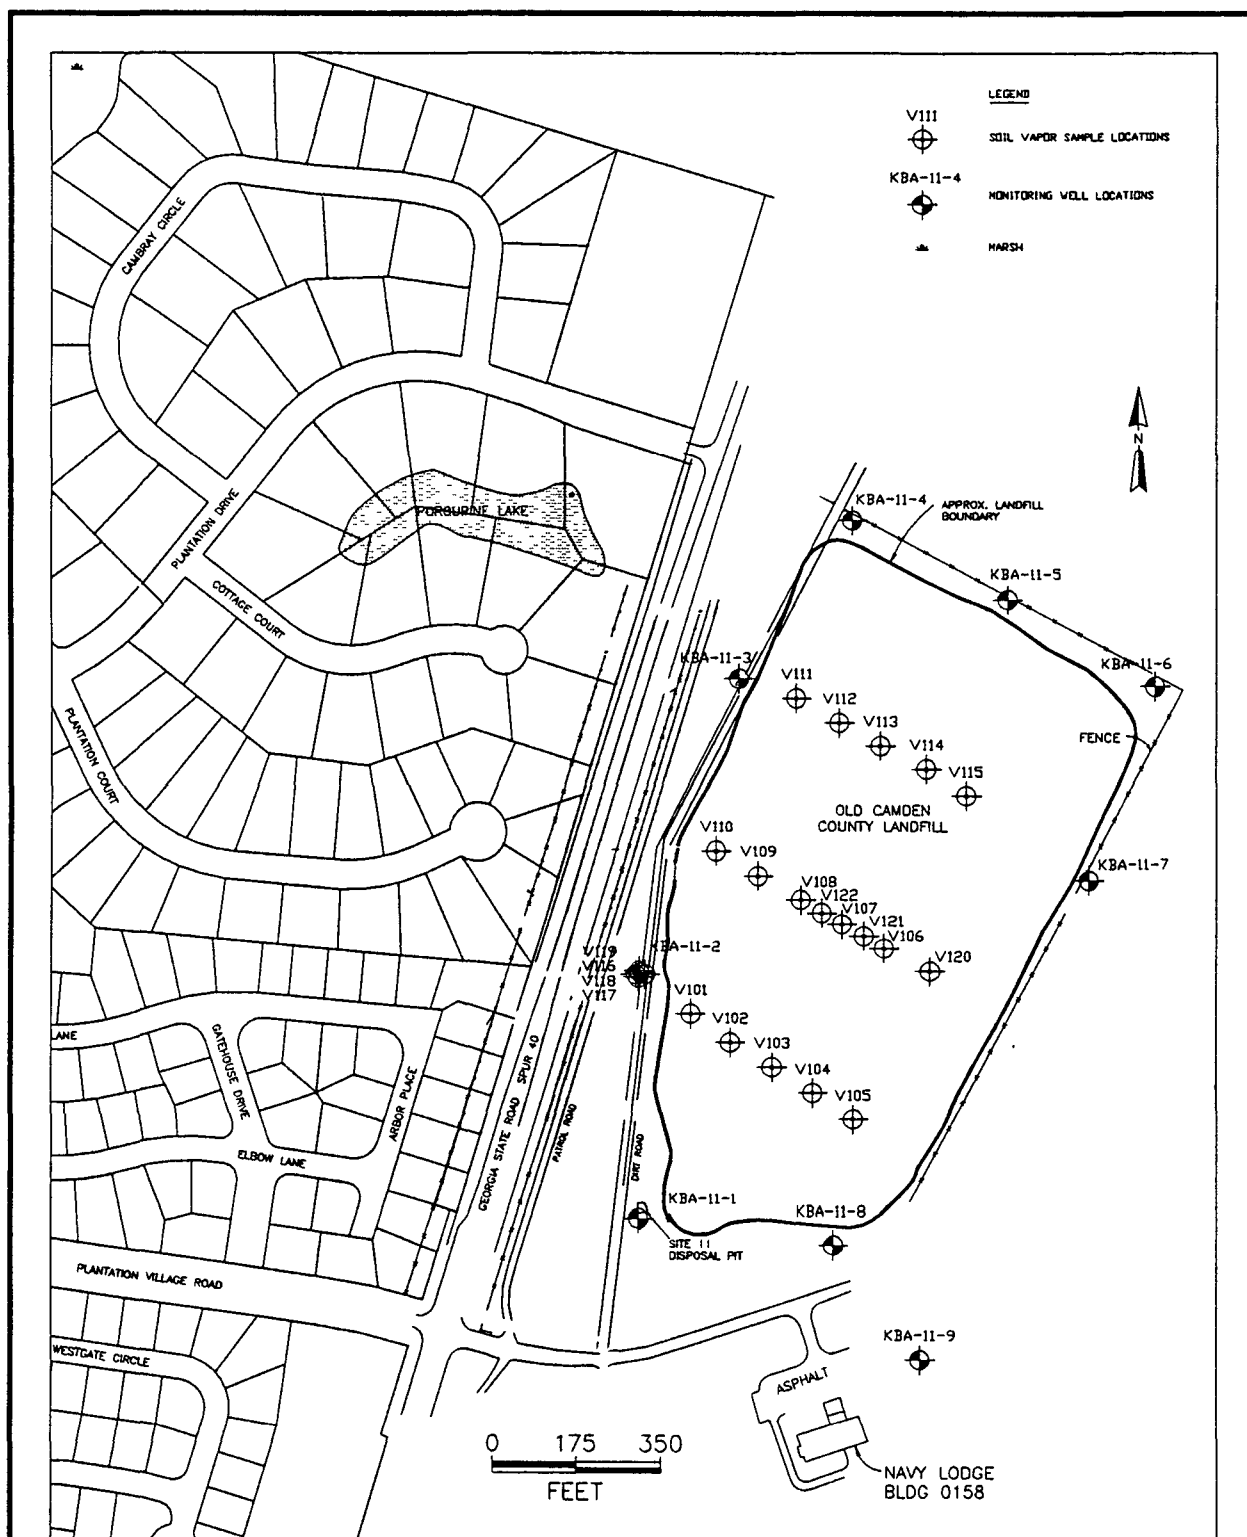 LEGEND
V111
SOIL VAPOR SAMPLE LOCATIONS
KBA-11-4
MONITORING WELL LOCATIONS
MARSH
CAMBRAY CIRCLE
N
PLANTATION DRIVE
PORBURINE LAKE
KBA-11-4
APPROX. LANDFILL
BOUNDARY
KBA-11-5
COTTAGE COURT
KBA-11-3
KBA-11-6
V111
V112
V113
V114
V115
FENCE
PLANTATION COURT
OLD CAMDEN
COUNTY LANDFILL
V110
V109
KBA-11-7
V108
V122
V107
V121
V106
V119
V116
V118
V117
KBA-11-2
V120
V101
V102
V103
V104
V105
LANE
GATEHOUSE DRIVE
ARBOR PLACE
GEORGIA STATE ROAD SPUR 40
PATROL ROAD
DIRT ROAD
ELBOW LANE
KBA-11-1
KBA-11-8
SITE 11
DISPOSAL PIT
PLANTATION VILLAGE ROAD
KBA-11-9
WESTGATE CIRCLE
ASPHALT
0 175 350
FEET
NAVY LODGE
BLDG 0158